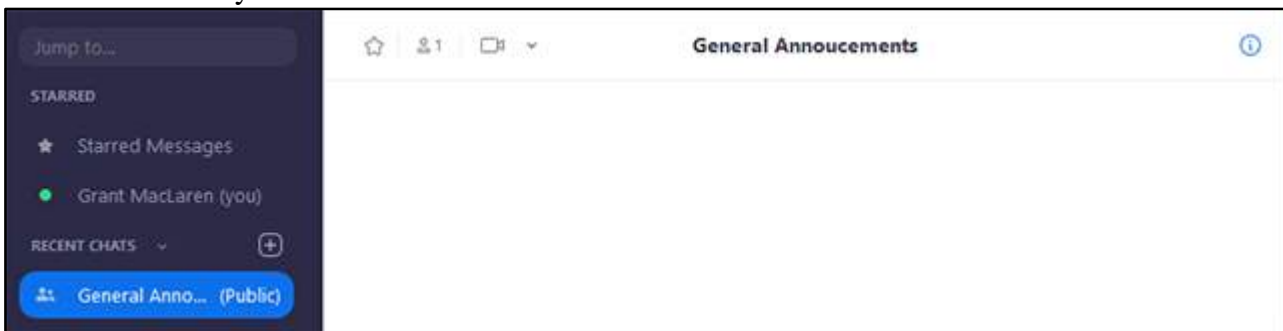 Jump to...
STARRED
Starred Messages
Grant MacLaren (you)
RECENT CHATS
General Anno... (Public)
1
General Annoucements